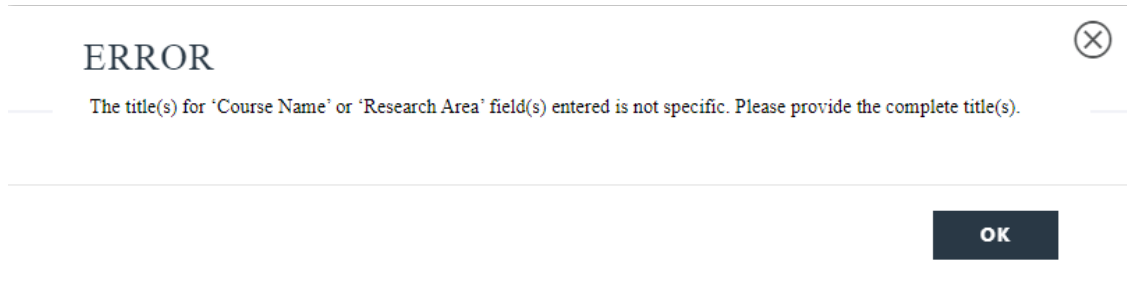 ERROR
The title(s) for ‘Course Name’ or ‘Research Area’ field(s) entered is not specific. Please provide the complete title(s).
OK